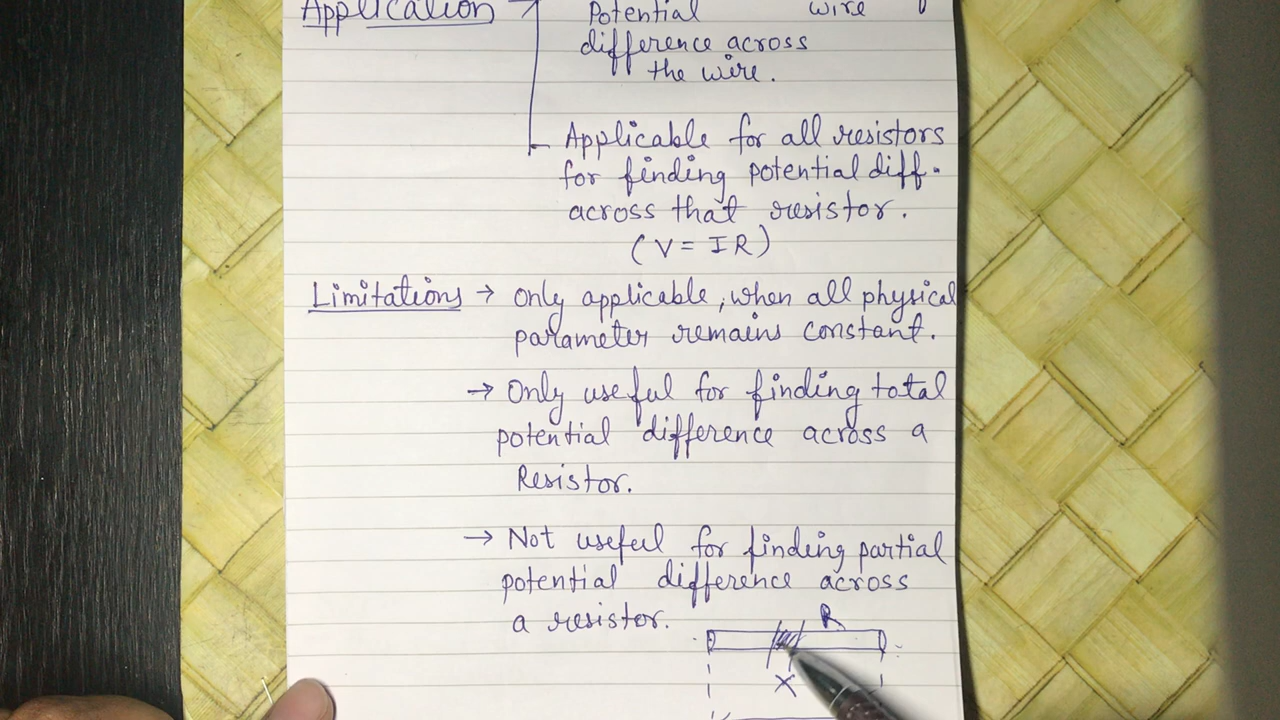 Application
Potential wire
difference across
the wire.
Applicable for all resistors
for finding potential diff.
across that resistor.
(V = IR)
Limitations → Only applicable, when all physical
parameter remains constant.
→ Only useful for finding total
potential difference across a
Resistor.
→ Not useful for finding partial
potential difference across
a resistor.
R
X